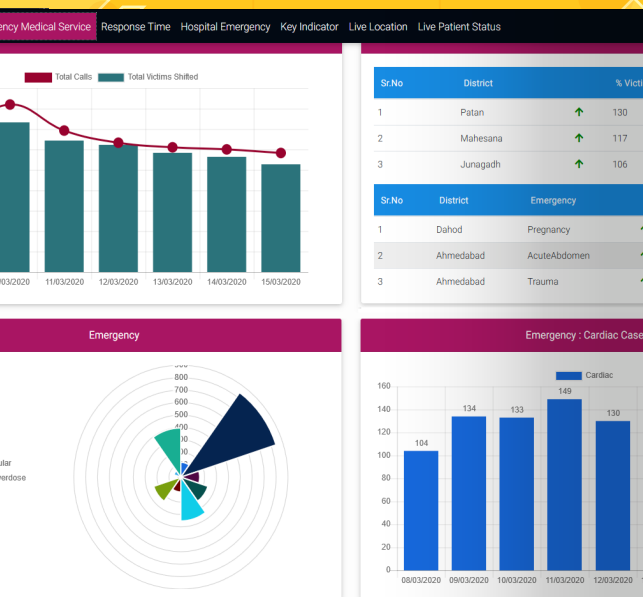 ency Medical Service Response Time Hospital Emergency Key Indicator Live Location Live Patient Status
Total Calls Total Victims Shifted
/03/2020 11/03/2020 12/03/2020 13/03/2020 14/03/2020 15/03/2020
Sr.No District % Victi
1 Patan 130
2 Mahesana 117
3 Junagadh 106
Sr.No District Emergency
1 Dahod Pregnancy
2 Ahmedabad AcuteAbdomen
3 Ahmedabad Trauma
Emergency
800
700
600
500
400
ular
verdose
Emergency : Cardiac Case
Cardiac
160
140
120
100
80
60
40
20
0
104 134 133 149 130
08/03/2020 09/03/2020 10/03/2020 11/03/2020 12/03/2020